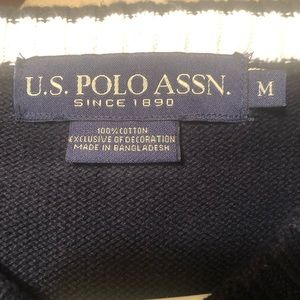 U.S. POLO ASSN.
SINCE 1890
M
100% COTTON
EXCLUSIVE OF DECORATION
MADE IN BANGLADESH